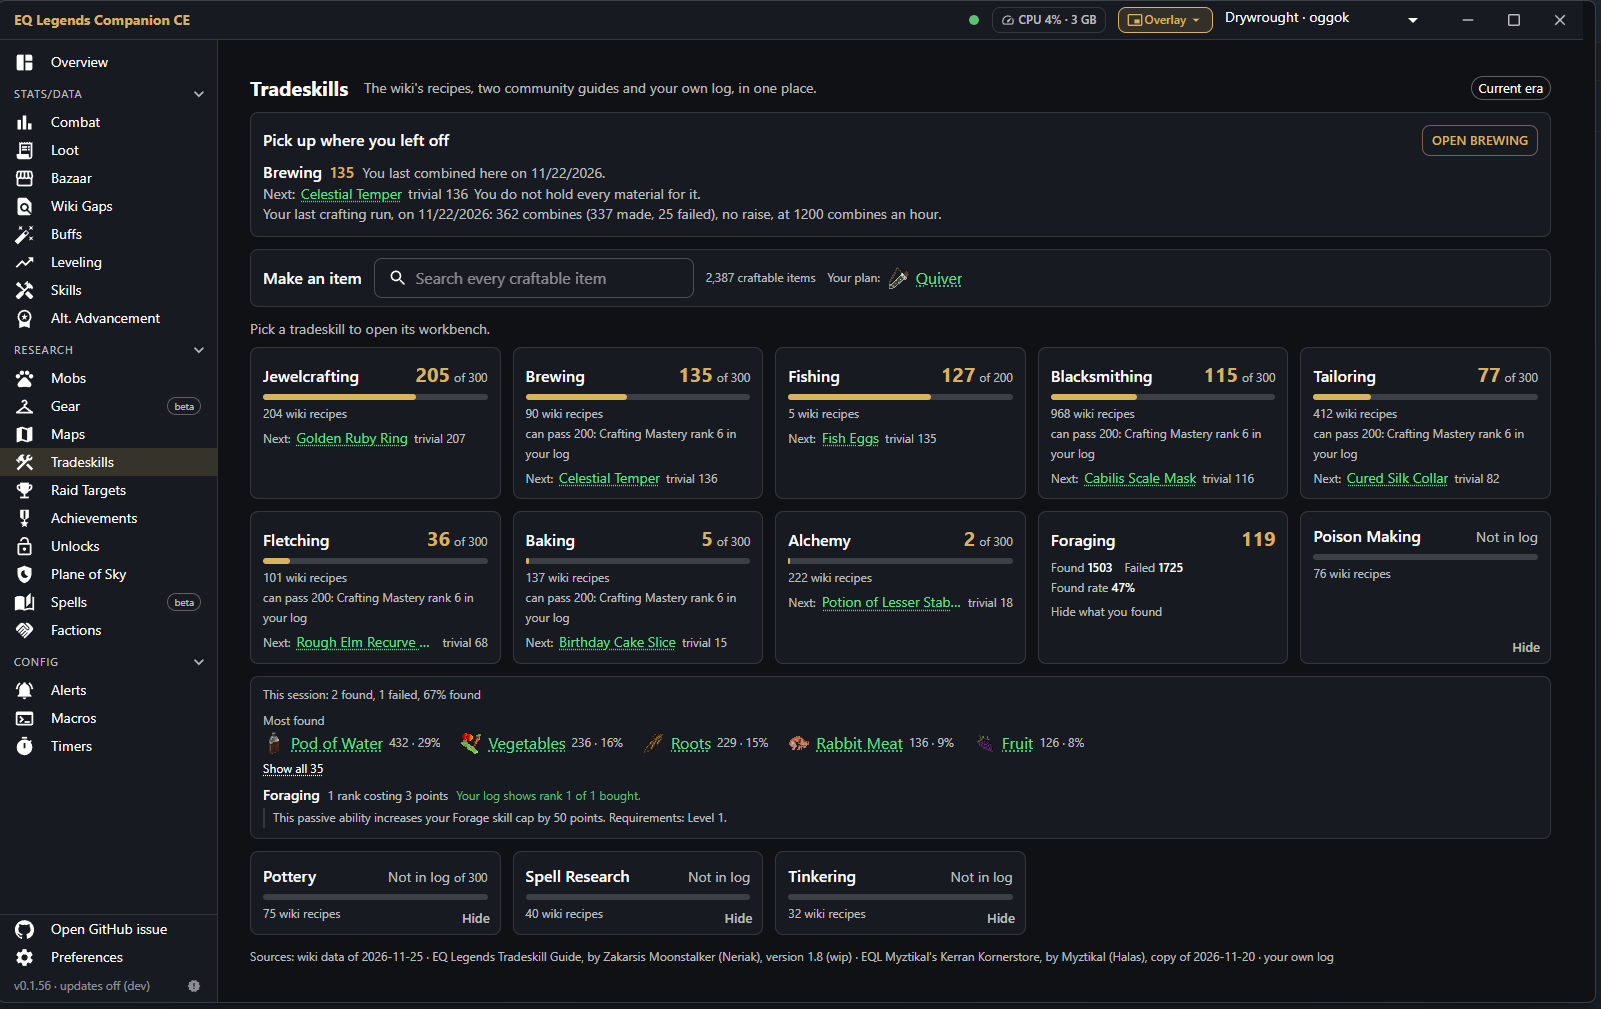 EQ Legends Companion CE
CPU 4% · 3 GB
Overlay
Drywrought · oggok
Overview
STATS/DATA
Combat
Loot
Bazaar
Wiki Gaps
Buffs
Leveling
Skills
Alt. Advancement
RESEARCH
Mobs
Gear beta
Maps
Tradeskills
Raid Targets
Achievements
Unlocks
Plane of Sky
Spells beta
Factions
CONFIG
Alerts
Macros
Timers
Open GitHub issue
Preferences
v0.1.56 · updates off (dev)
Tradeskills The wiki's recipes, two community guides and your own log, in one place.
Current era
Pick up where you left off
OPEN BREWING
Brewing 135 You last combined here on 11/22/2026.
Next: Celestial Temper trivial 136 You do not hold every material for it.
Your last crafting run, on 11/22/2026: 362 combines (337 made, 25 failed), no raise, at 1200 combines an hour.
Make an item Search every craftable item 2,387 craftable items Your plan: Quiver
Pick a tradeskill to open its workbench.
Jewelcrafting 205 of 300
204 wiki recipes
Next: Golden Ruby Ring trivial 207
Brewing 135 of 300
90 wiki recipes
can pass 200: Crafting Mastery rank 6 in
your log
Next: Celestial Temper trivial 136
Fishing 127 of 200
5 wiki recipes
Next: Fish Eggs trivial 135
Blacksmithing 115 of 300
968 wiki recipes
can pass 200: Crafting Mastery rank 6 in
your log
Next: Cabilis Scale Mask trivial 116
Tailoring 77 of 300
412 wiki recipes
can pass 200: Crafting Mastery rank 6 in
your log
Next: Cured Silk Collar trivial 82
Fletching 36 of 300
101 wiki recipes
can pass 200: Crafting Mastery rank 6 in
your log
Next: Rough Elm Recurve ... trivial 68
Baking 5 of 300
137 wiki recipes
can pass 200: Crafting Mastery rank 6 in
your log
Next: Birthday Cake Slice trivial 15
Alchemy 2 of 300
222 wiki recipes
Next: Potion of Lesser Stab... trivial 18
Foraging 119
Found 1503 Failed 1725
Found rate 47%
Hide what you found
Poison Making Not in log
76 wiki recipes
Hide
This session: 2 found, 1 failed, 67% found
Most found
Pod of Water 432 · 29% Vegetables 236 · 16% Roots 229 · 15% Rabbit Meat 136 · 9% Fruit 126 · 8%
Show all 35
Foraging 1 rank costing 3 points Your log shows rank 1 of 1 bought.
This passive ability increases your Forage skill cap by 50 points. Requirements: Level 1.
Pottery Not in log of 300
75 wiki recipes
Hide
Spell Research Not in log
40 wiki recipes
Hide
Tinkering Not in log
32 wiki recipes
Hide
Sources: wiki data of 2026-11-25 · EQ Legends Tradeskill Guide, by Zakarsis Moonstalker (Neriak), version 1.8 (wip) · EQL Myztikal's Kerran Kornerstore, by Myztikal (Halas), copy of 2026-11-20 · your own log